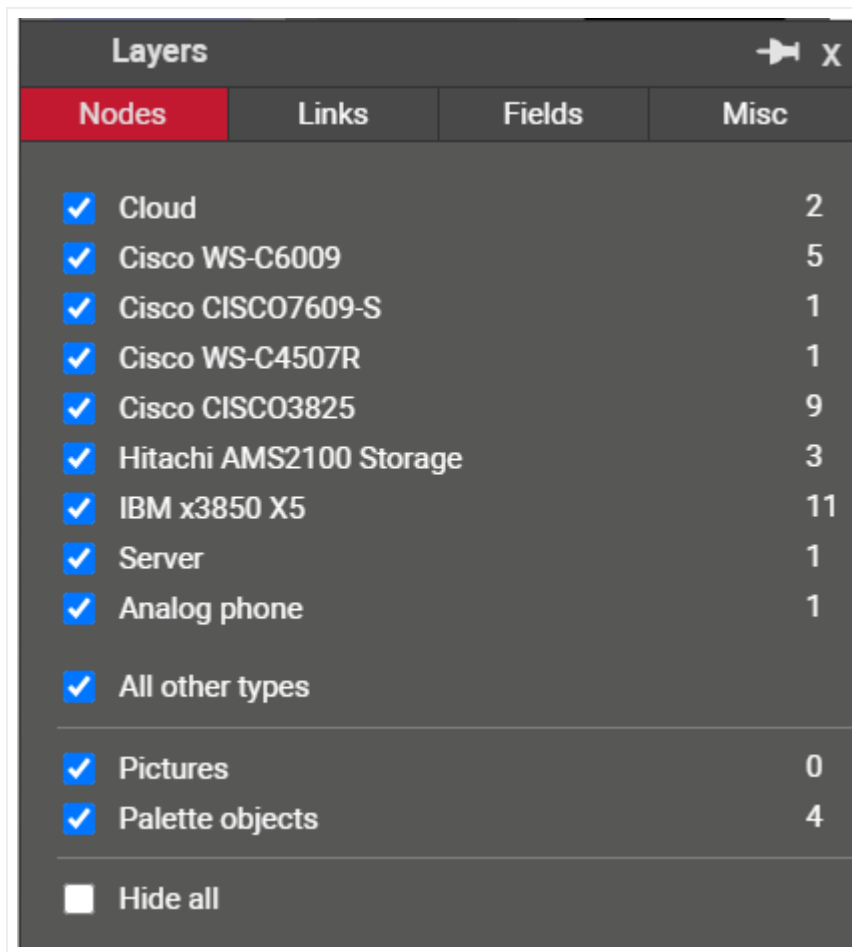 Layers X
Nodes Links Fields Misc
Cloud 2
Cisco WS-C6009 5
Cisco CISCO7609-S 1
Cisco WS-C4507R 1
Cisco CISCO3825 9
Hitachi AMS2100 Storage 3
IBM x3850 X5 11
Server 1
Analog phone 1
All other types
Pictures 0
Palette objects 4
Hide all